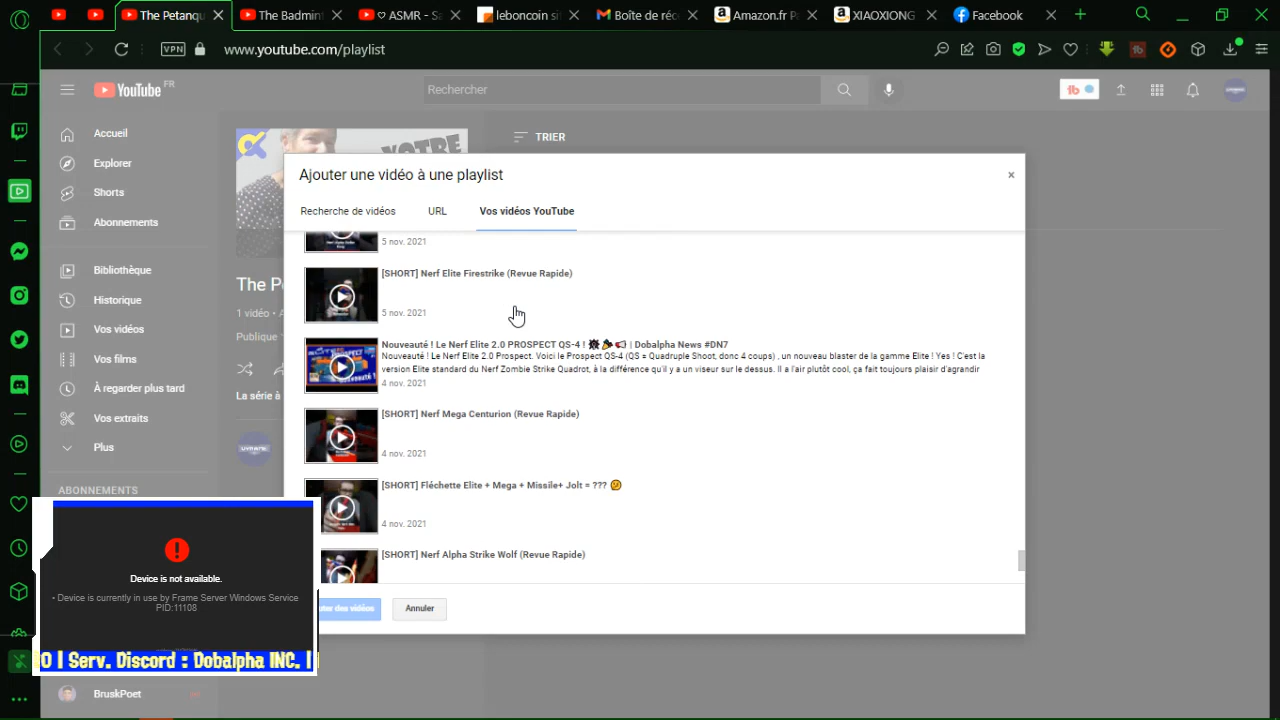 The Petanqu
The Badmin
♡ ASMR - Sa
leboncoin si
Boîte de réc
Amazon.fr Pa
XIAOXIONG
Facebook
VPN
www.youtube.com/playlist
YouTube FR
Rechercher
Accueil
Explorer
Shorts
Abonnements
Bibliothèque
Historique
Vos vidéos
Vos films
À regarder plus tard
Vos extraits
Plus
ABONNEMENTS
BruskPoet
VOTRE
TRIER
The P
1 vidéo • A
Publique
La série à
Ajouter une vidéo à une playlist
Recherche de vidéos
URL
Vos vidéos YouTube
5 nov. 2021
[SHORT] Nerf Elite Firestrike (Revue Rapide)
5 nov. 2021
Nouveauté ! Le Nerf Elite 2.0 PROSPECT QS-4 ! 💥🎉📢 | Dobalpha News #DN7
Nouveauté ! Le Nerf Elite 2.0 Prospect. Voici le Prospect QS-4 (QS = Quadruple Shoot, donc 4 coups) , un nouveau blaster de la gamme Elite ! Yes ! C'est la
version Elite standard du Nerf Zombie Strike Quadrot, à la différence qu'il y a un viseur sur le dessus. Il a l'air plutôt cool, ça fait toujours plaisir d'agrandir
4 nov. 2021
[SHORT] Nerf Mega Centurion (Revue Rapide)
4 nov. 2021
[SHORT] Fléchette Elite + Mega + Missile+ Jolt = ??? 🤔
4 nov. 2021
[SHORT] Nerf Alpha Strike Wolf (Revue Rapide)
uter des vidéos
Annuler
Device is not available.
• Device is currently in use by Frame Server Windows Service
PID:11108
O | Serv. Discord : Dobalpha INC. |